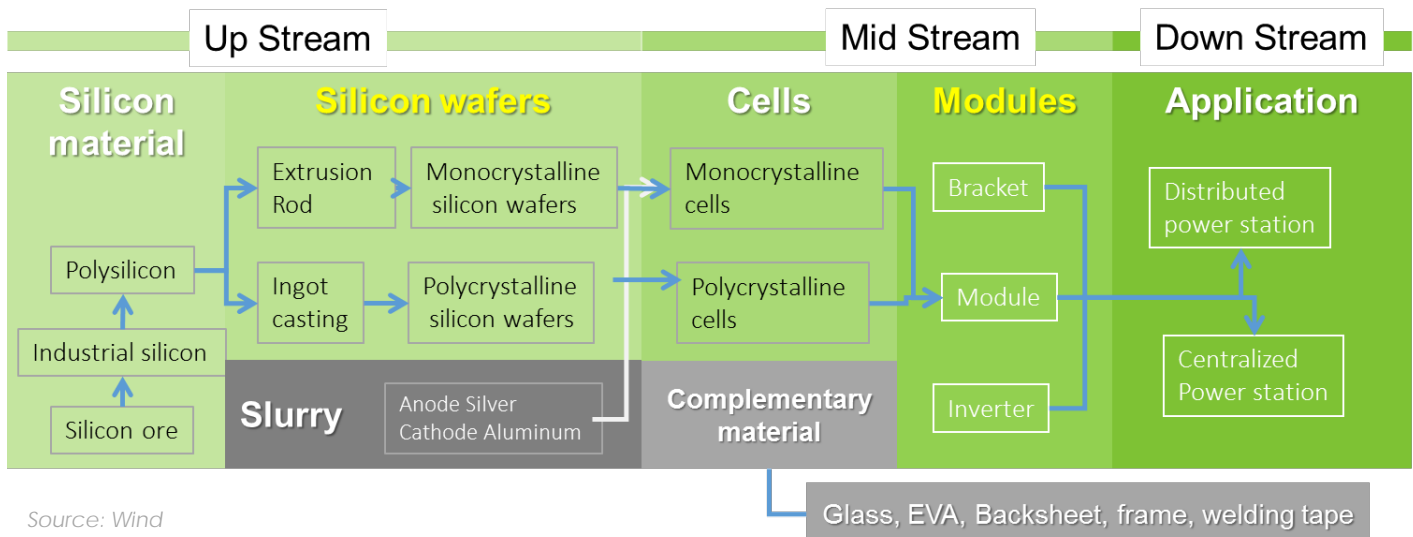 Up Stream
Mid Stream
Down Stream
Silicon
material
Silicon wafers
Cells
Modules
Application
Extrusion
Rod
Monocrystalline
silicon wafers
Monocrystalline
cells
Bracket
Distributed
power station
Polysilicon
Ingot
casting
Polycrystalline
silicon wafers
Polycrystalline
cells
Module
Industrial silicon
Centralized
Power station
Silicon ore
Slurry
Anode Silver
Cathode Aluminum
Complementary
material
Inverter
Glass, EVA, Backsheet, frame, welding tape
Source: Wind